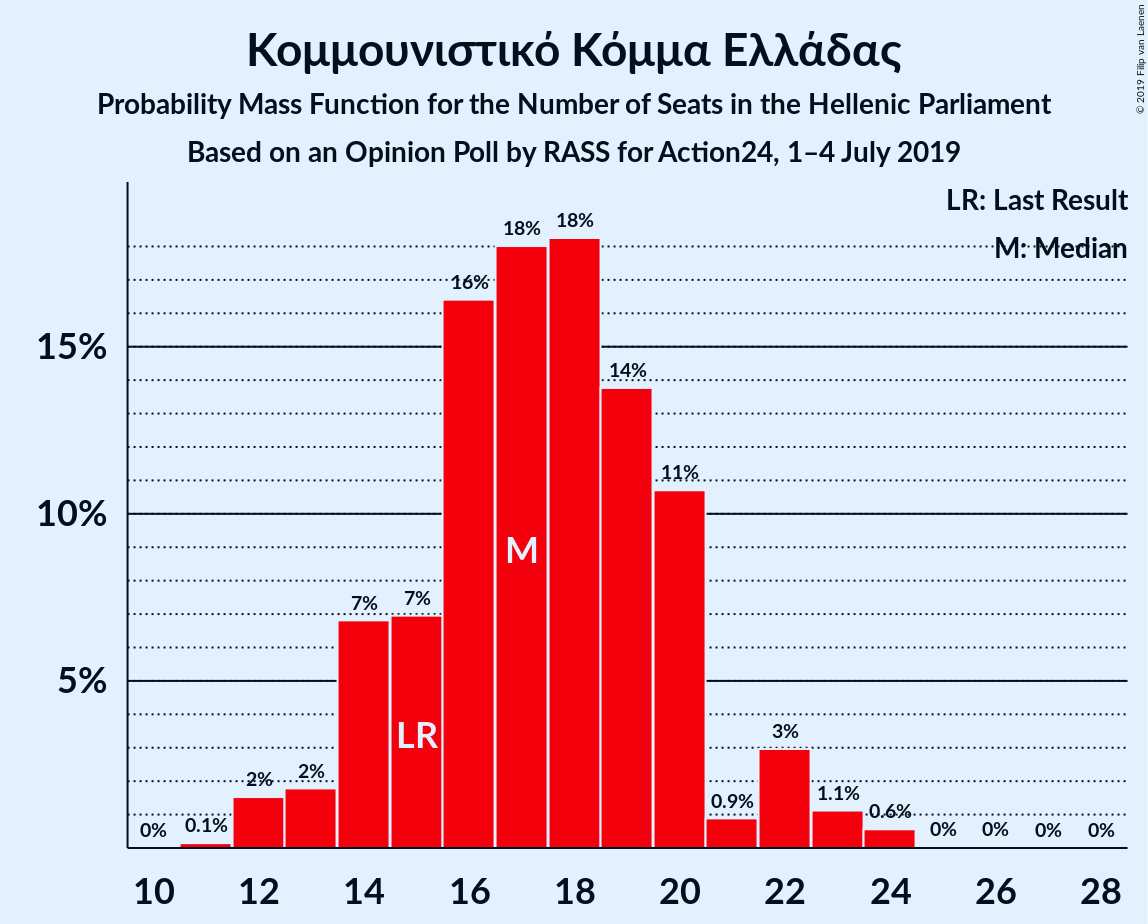 Κομμουνιστικό Κόμμα Ελλάδας
Probability Mass Function for the Number of Seats in the Hellenic Parliament
Based on an Opinion Poll by RASS for Action24, 1–4 July 2019
© 2019 Filip van Laenen
LR: Last Result
M: Median
15%
10%
5%
0%
0.1%
2%
2%
7%
7%
16%
18%
18%
14%
11%
0.9%
3%
1.1%
0.6%
0%
0%
0%
0%
LR
M
10 12 14 16 18 20 22 24 26 28